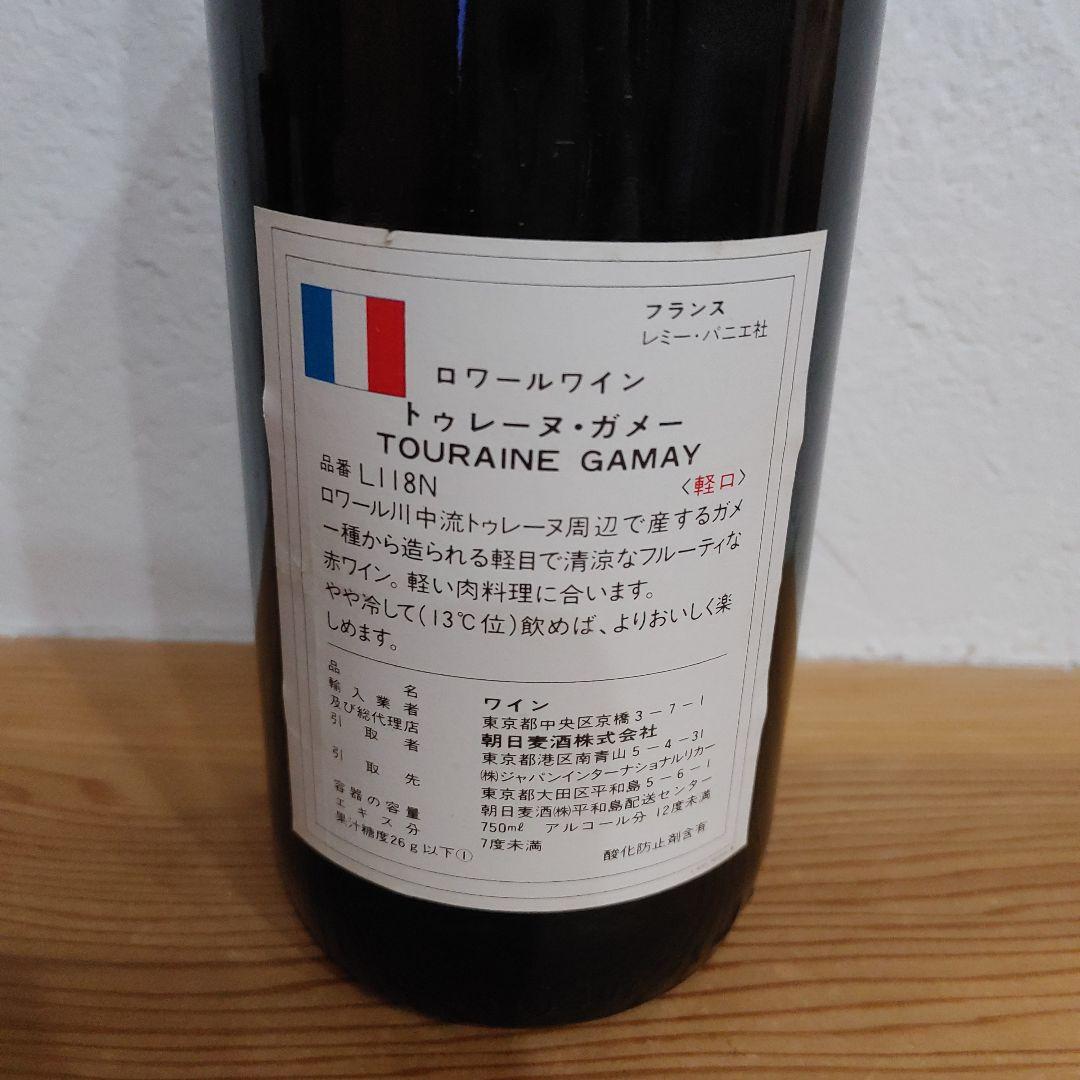 フランス
レミー・パニエ社
ロワールワイン
トゥレーヌ・ガメー
TOURAINE GAMAY
品番 L118N 〈軽口〉
ロワール川中流トゥレーヌ周辺で産するガメ
ー種から造られる軽目で清涼なフルーティな
赤ワイン。軽い肉料理に合います。
やや冷して(13℃位)飲めば、よりおいしく楽
しめます。
品名 ワイン
輸入業者 東京都中央区京橋3-7-1
及び総代理店 朝日麦酒株式会社
引取者 東京都港区南青山5-4-31
㈱ジャパンインターナショナルリカー
引取先 東京都大田区平和島5-6-1
朝日麦酒㈱平和島配送センター
容器の容量 750mℓ アルコール分 12度未満
エキス分 7度未満
果汁糖度26g以下① 酸化防止剤含有